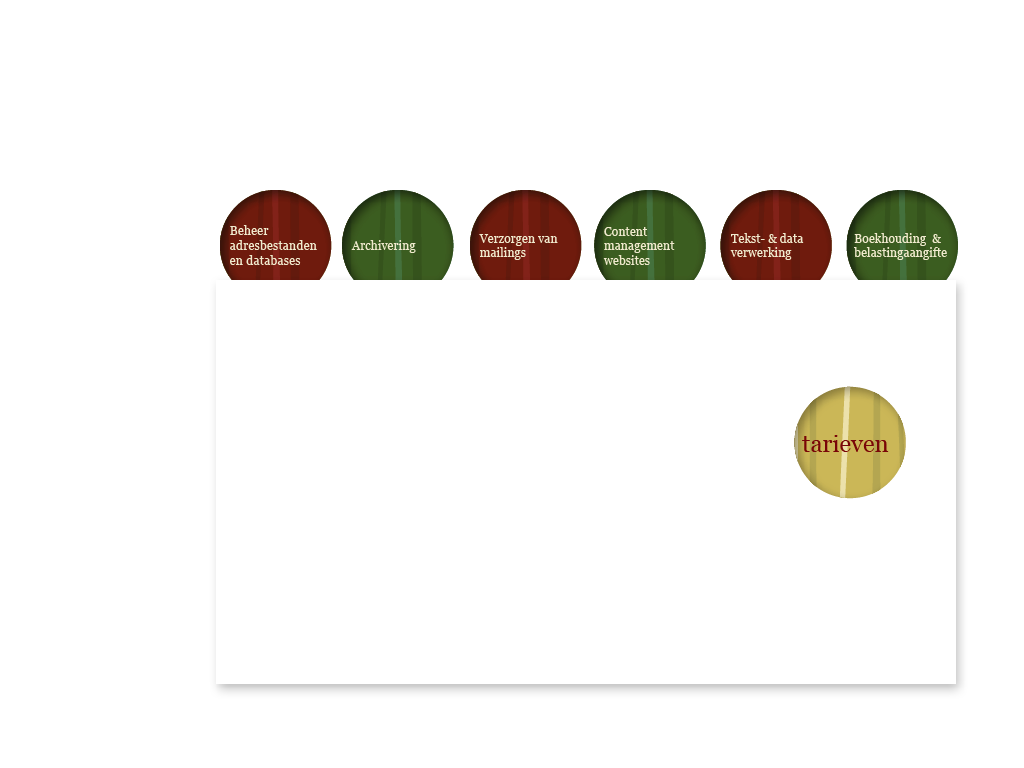 Beheer
adresbestanden
en databases
Archivering
Verzorgen van
mailings
Content
management
websites
Tekst- & data
verwerking
Boekhouding  &
belastingaangifte
tarieven